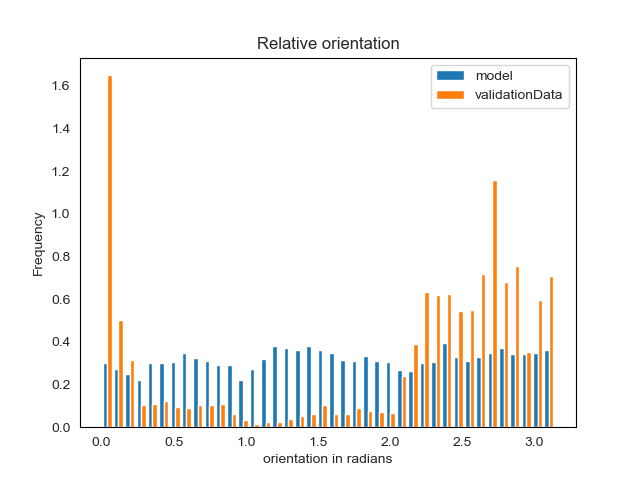 Relative orientation
model
validationData
Frequency
1.6
1.4
1.2
1.0
0.8
0.6
0.4
0.2
0.0
0.0 0.5 1.0 1.5 2.0 2.5 3.0
orientation in radians